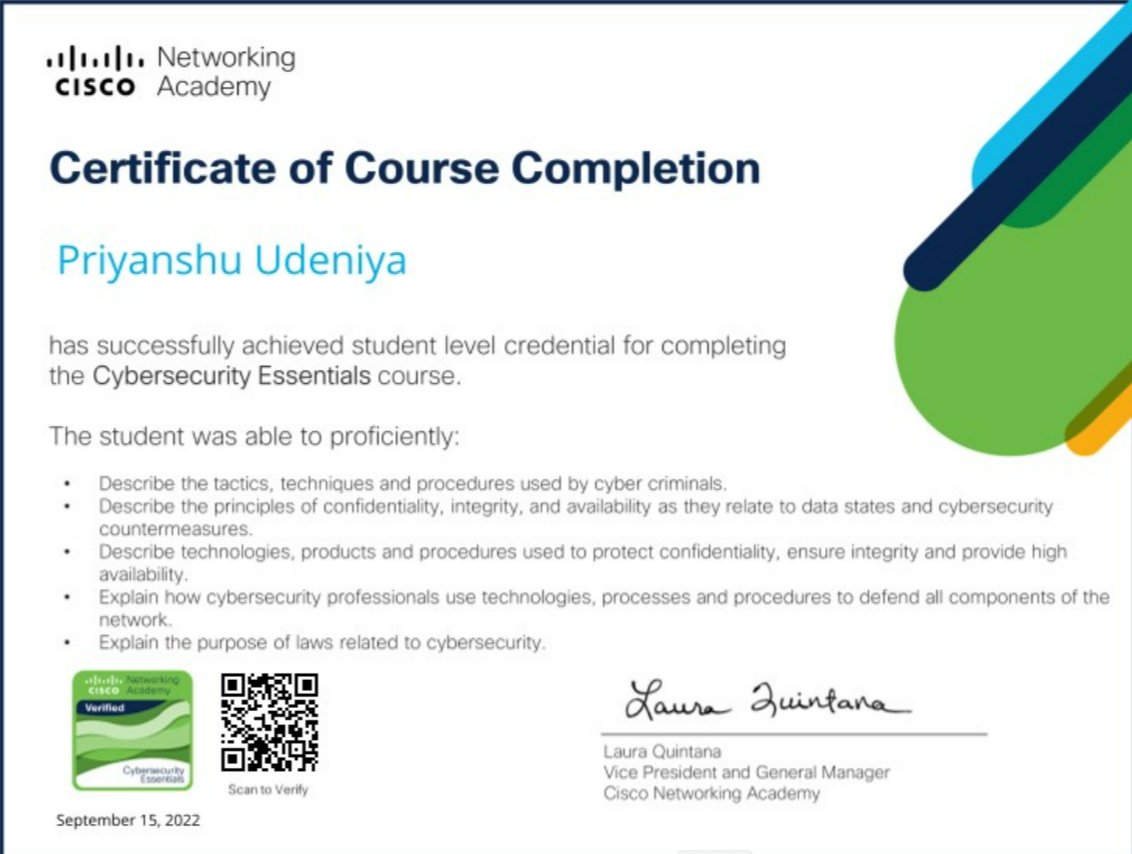 Networking
CISCO Academy
Certificate of Course Completion
Priyanshu Udeniya
has successfully achieved student level credential for completing
the Cybersecurity Essentials course.
The student was able to proficiently:
• Describe the tactics, techniques and procedures used by cyber criminals.
• Describe the principles of confidentiality, integrity, and availability as they relate to data states and cybersecurity
countermeasures.
• Describe technologies, products and procedures used to protect confidentiality, ensure integrity and provide high
availability.
• Explain how cybersecurity professionals use technologies, processes and procedures to defend all components of the
network.
• Explain the purpose of laws related to cybersecurity.
Networking
CISCO Academy
Verified
Cybersecurity
Essentials
Scan to Verify
September 15, 2022
Laura Quintana
Laura Quintana
Vice President and General Manager
Cisco Networking Academy